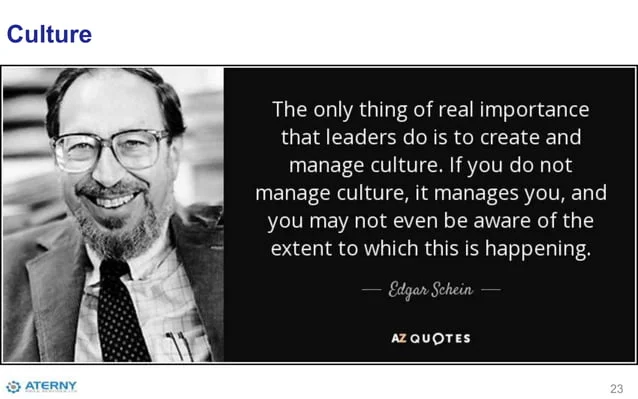 Culture
The only thing of real importance
that leaders do is to create and
manage culture. If you do not
manage culture, it manages you, and
you may not even be aware of the
extent to which this is happening.
Edgar Schein
AZ QUOTES
ATERNY
23